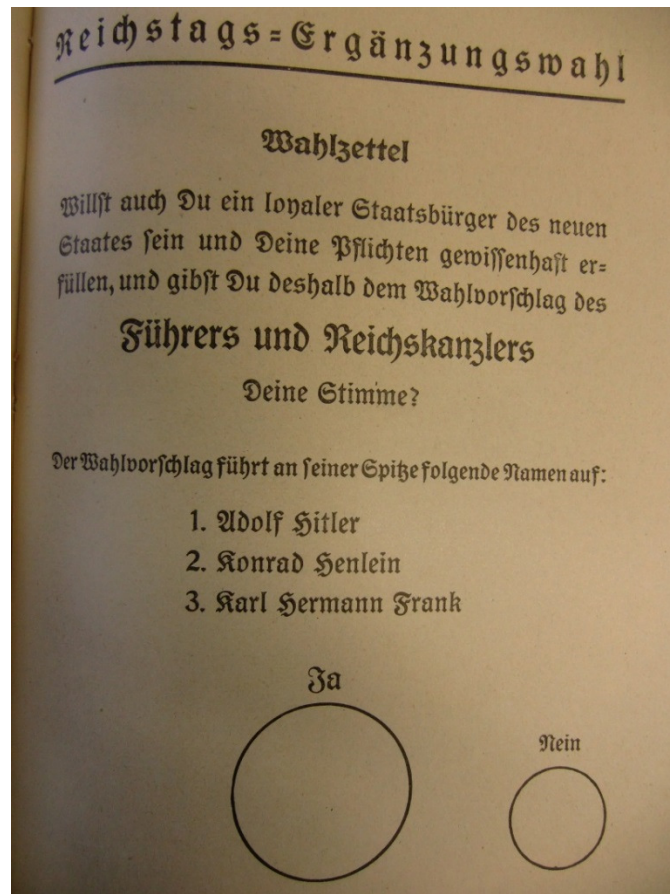 Reichstags=Ergänzungswahl
Wahlzettel
Willst auch Du ein loyaler Staatsbürger des neuen
Staates sein und Deine Pflichten gewissenhaft er=
füllen, und gibst Du deshalb dem Wahlvorschlag des
Führers und Reichskanzlers
Deine Stimme?
Der Wahlvorschlag führt an seiner Spitze folgende Namen auf:
1. Adolf Hitler
2. Konrad Henlein
3. Karl Hermann Frank
Ja
Nein